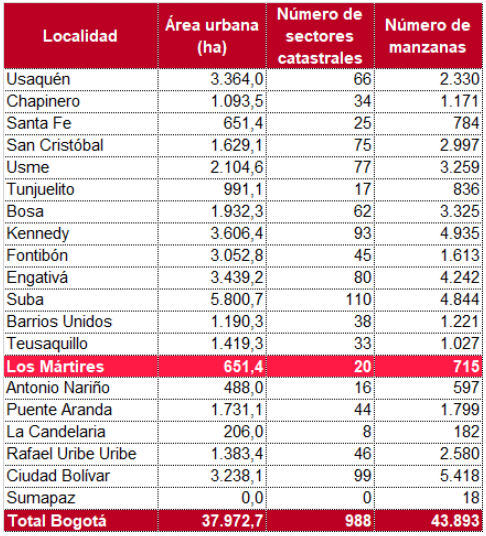 Localidad Área urbana (ha) Número de sectores catastrales Número de manzanas
Usaquén 3.364,0 66 2.330
Chapinero 1.093,5 34 1.171
Santa Fe 651,4 25 784
San Cristóbal 1.629,1 75 2.997
Usme 2.104,6 77 3.259
Tunjuelito 991,1 17 836
Bosa 1.932,3 62 3.325
Kennedy 3.606,4 93 4.935
Fontibón 3.052,8 45 1.613
Engativá 3.439,2 80 4.242
Suba 5.800,7 110 4.844
Barrios Unidos 1.190,3 38 1.221
Teusaquillo 1.419,3 33 1.027
Los Mártires 651,4 20 715
Antonio Nariño 488,0 16 597
Puente Aranda 1.731,1 44 1.799
La Candelaria 206,0 8 182
Rafael Uribe Uribe 1.383,4 46 2.580
Ciudad Bolívar 3.238,1 99 5.418
Sumapaz 0,0 0 18
Total Bogotá 37.972,7 988 43.893